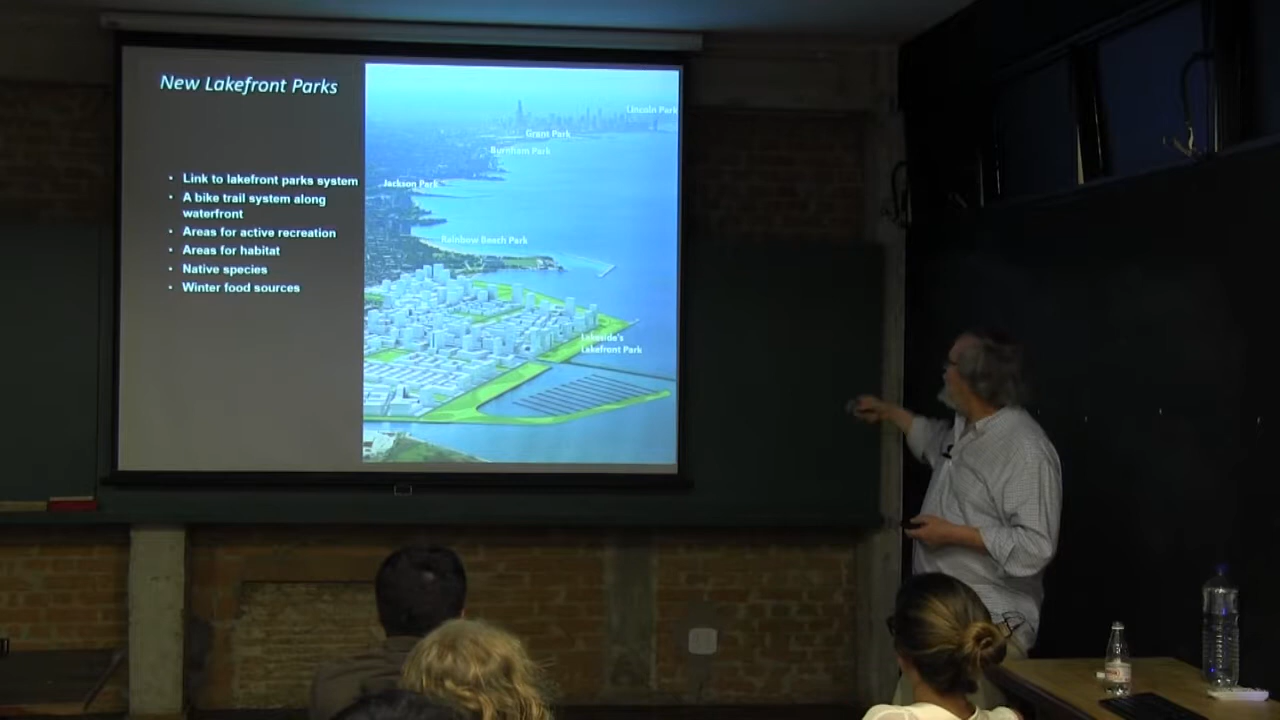 New Lakefront Parks
• Link to lakefront parks system
• A bike trail system along
waterfront
• Areas for active recreation
• Areas for habitat
• Native species
• Winter food sources
Lincoln Park
Grant Park
Burnham Park
Jackson Park
Rainbow Beach Park
Lakeside's
Lakefront Park